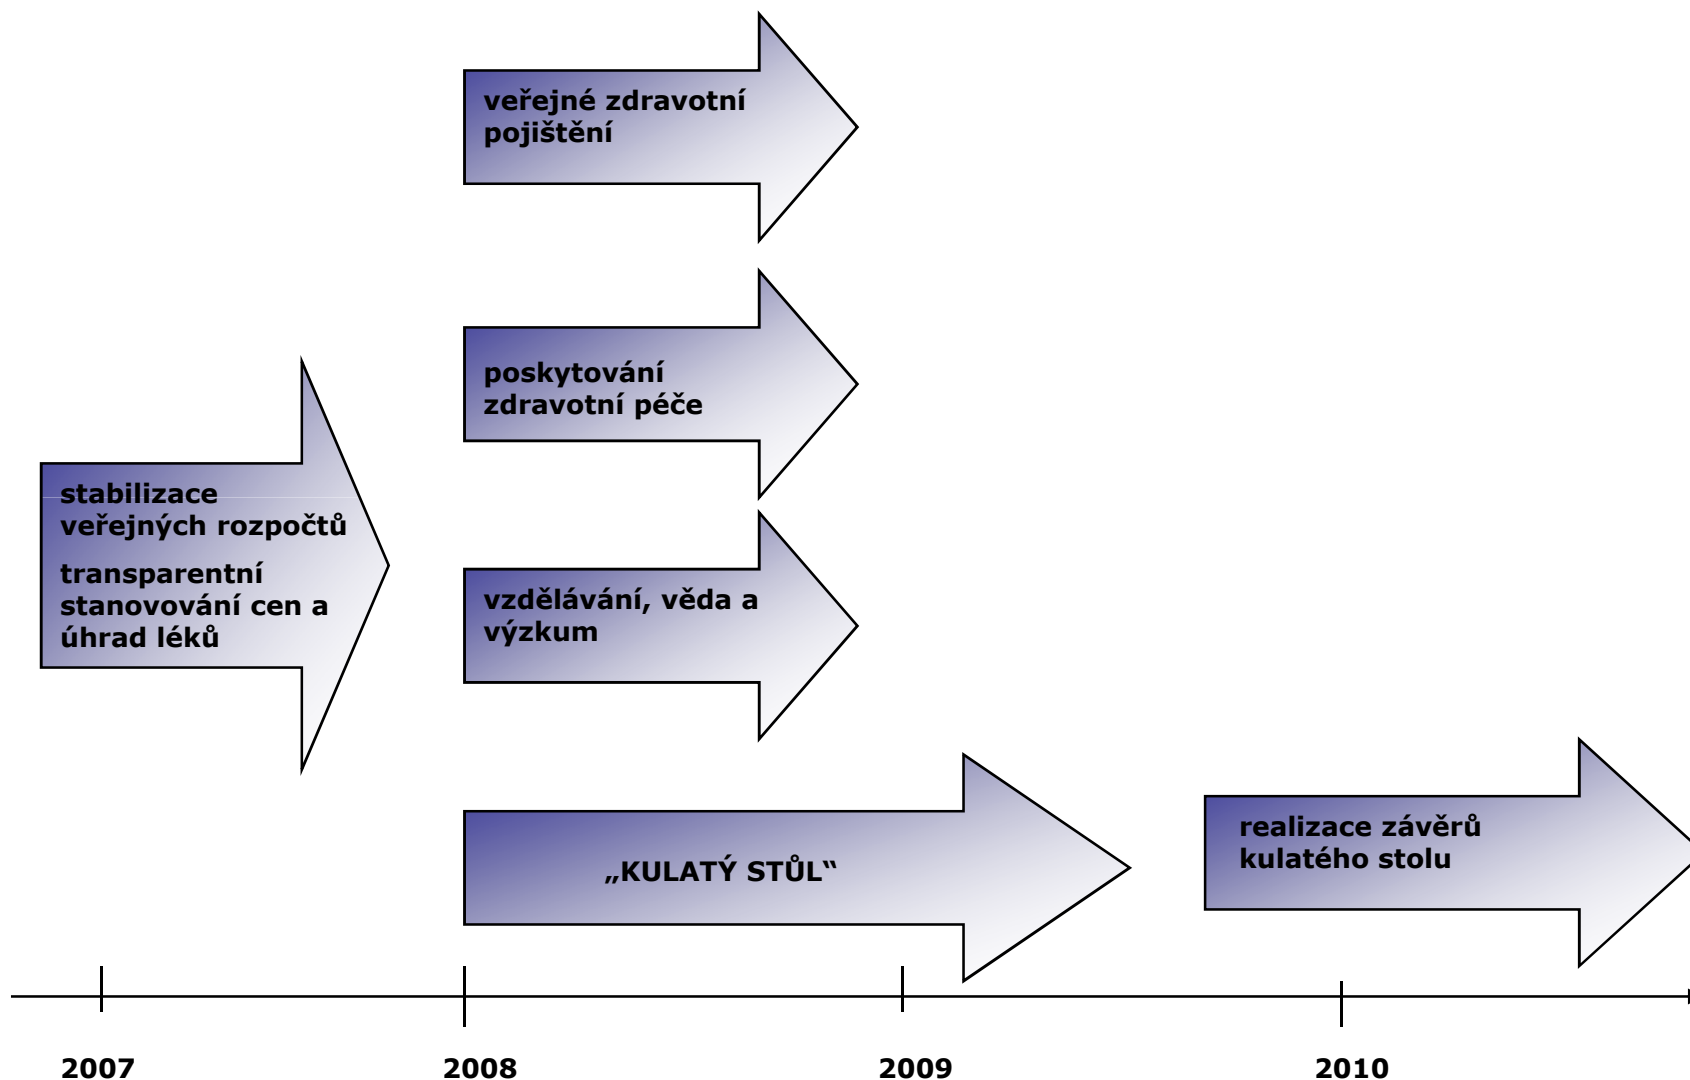 veřejné zdravotní
pojištění
poskytování
zdravotní péče
stabilizace
veřejných rozpočtů
transparentní
stanovování cen a
úhrad léků
vzdělávání, věda a
výzkum
„KULATÝ STŮL“
realizace závěrů
kulatého stolu
2007
2008
2009
2010